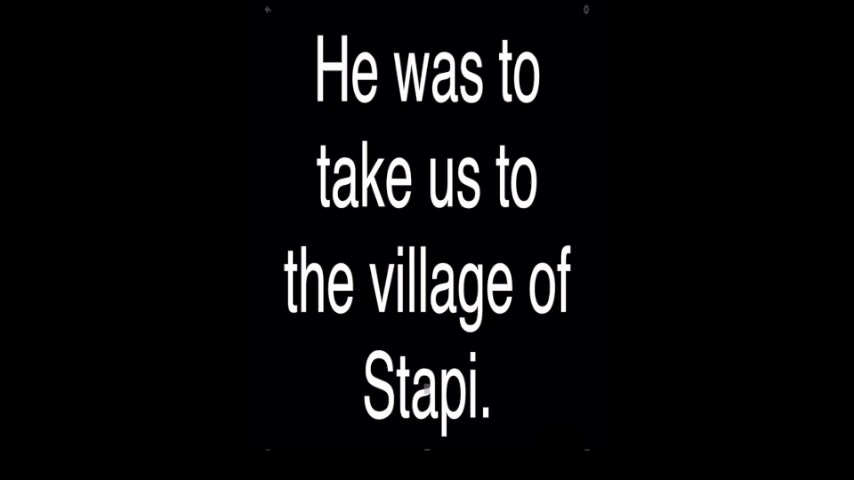 He was to
take us to
the village of
Stapi.